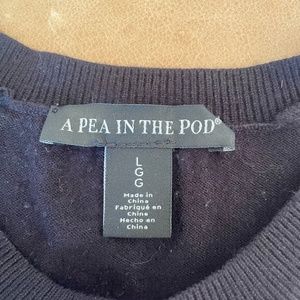 A PEA IN THE POD®
L
G
G
Made in
China
Fabriqué en
Chine
Hecho en
China